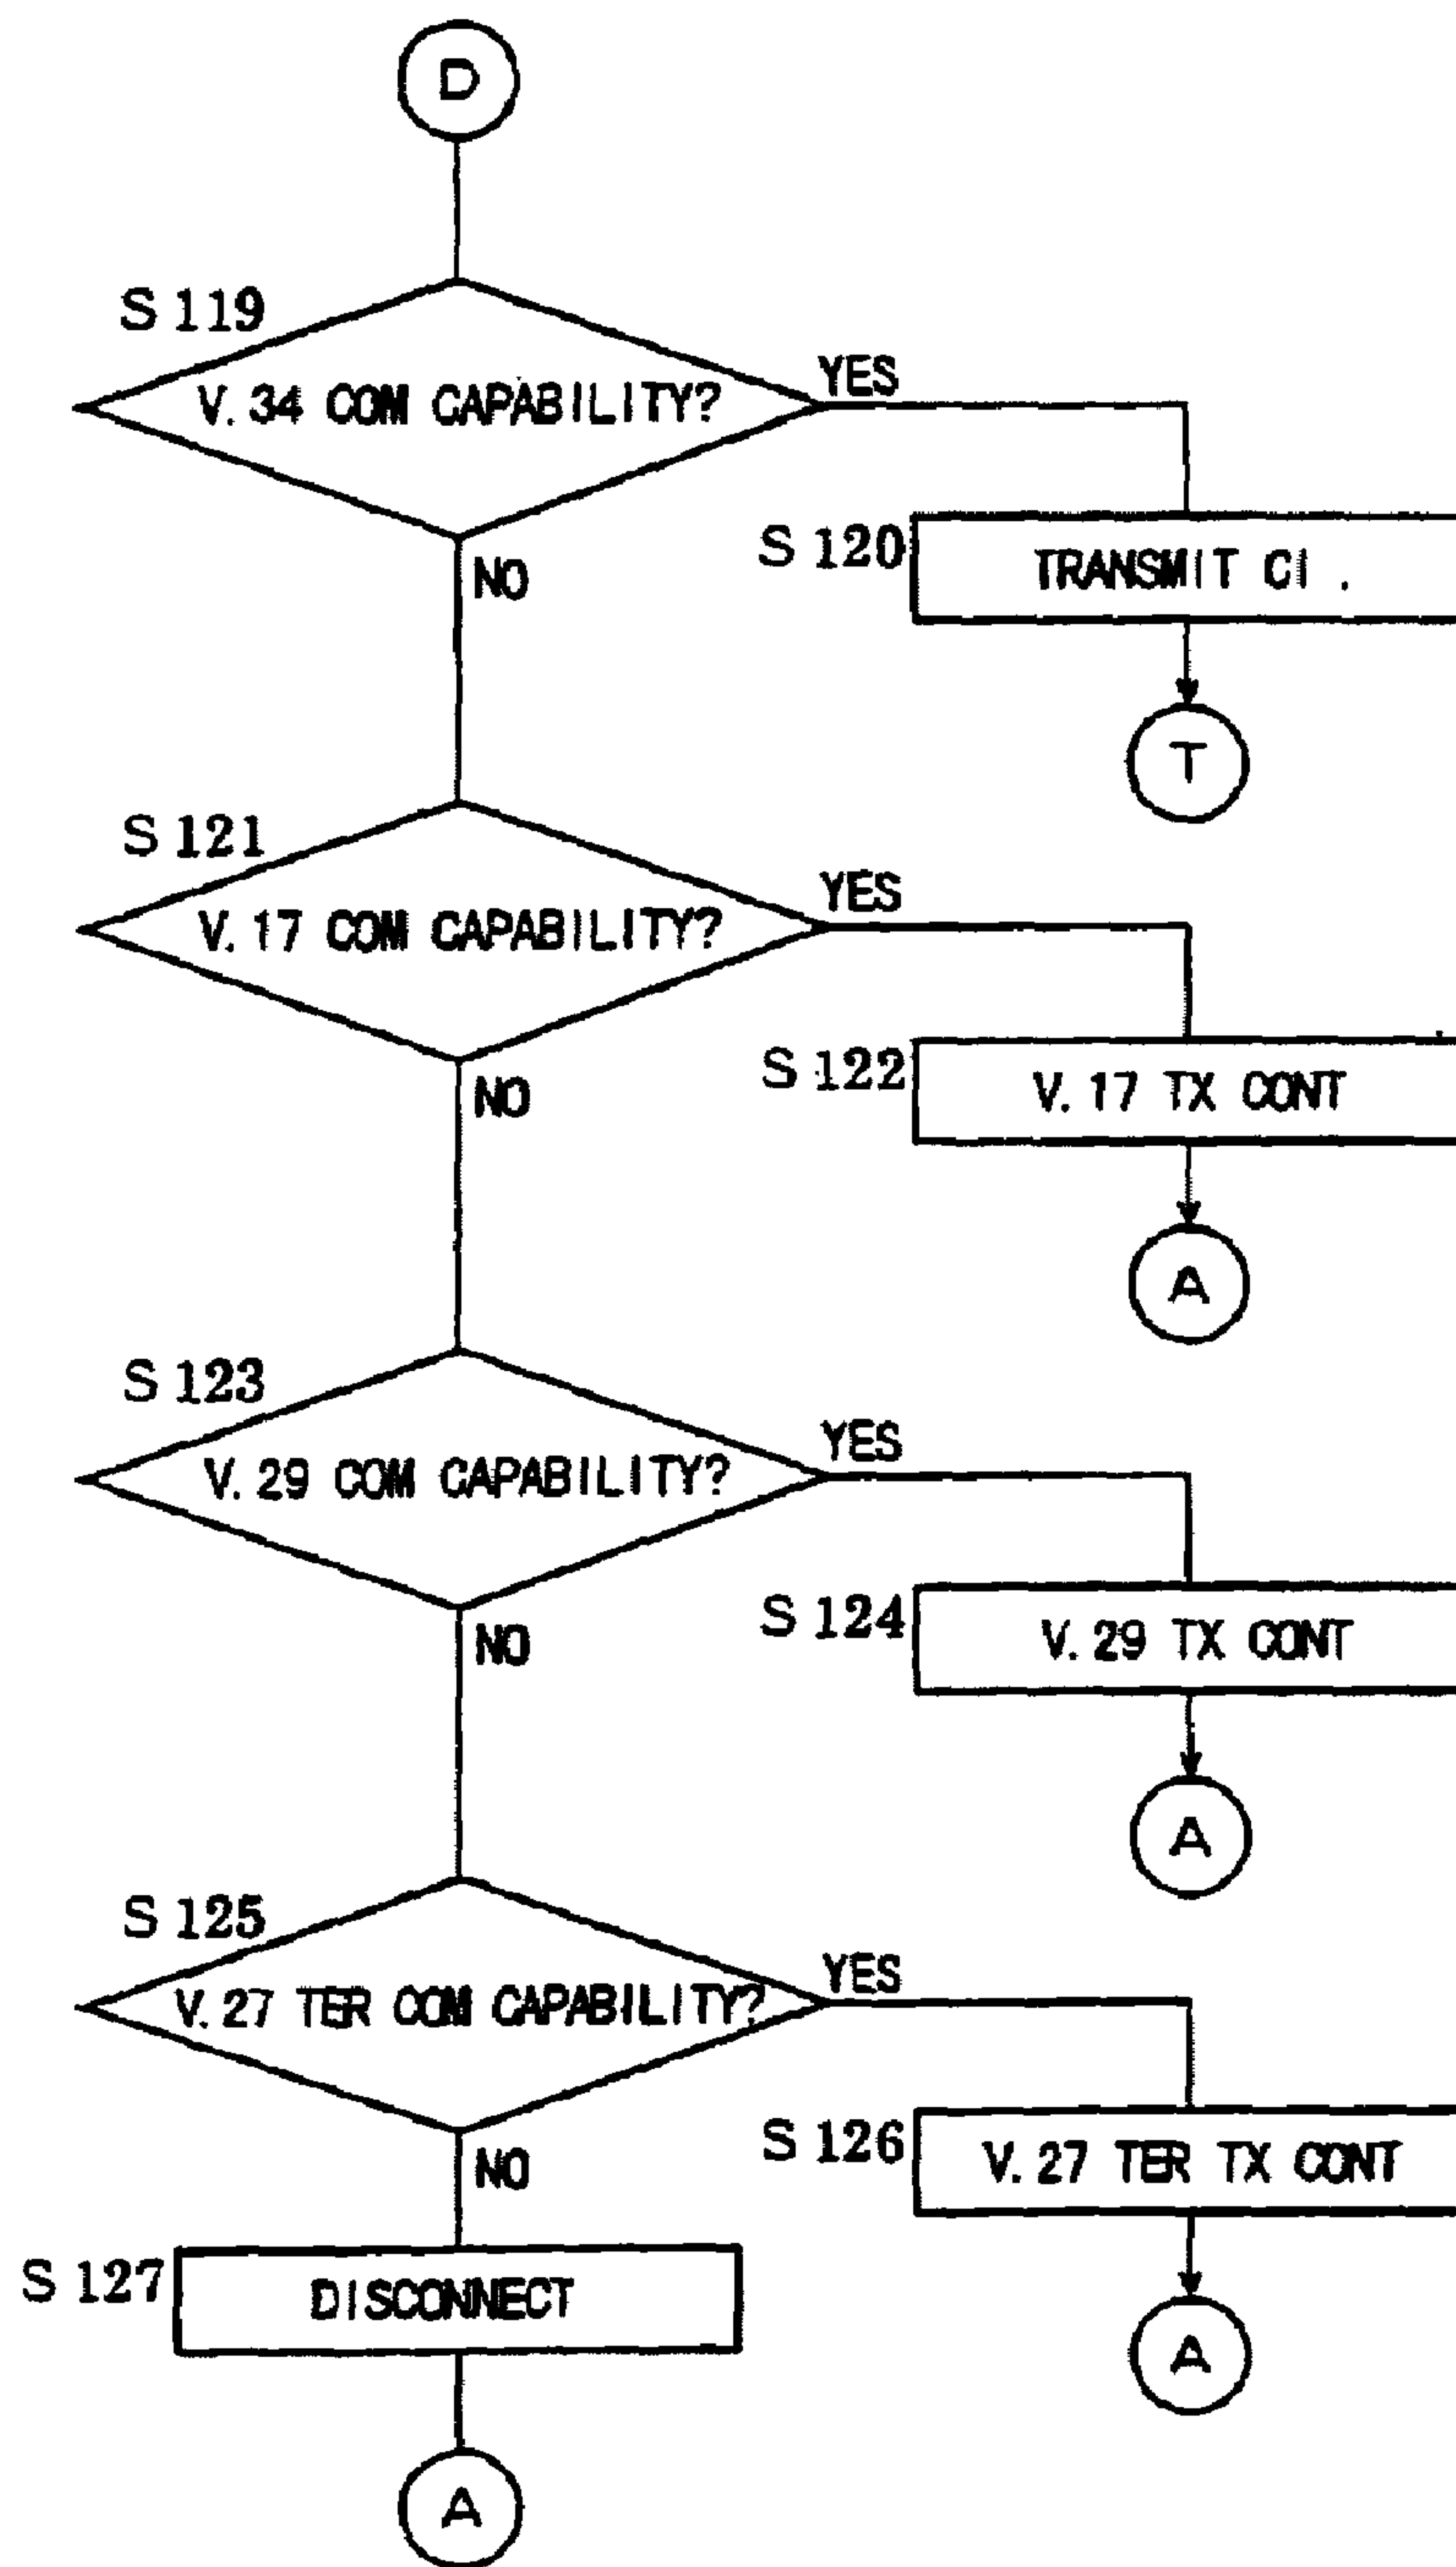 D
S 119
V. 34 COM CAPABILITY?
YES
NO
S 120
TRANSMIT CI .
T
S 121
V. 17 COM CAPABILITY?
YES
NO
S 122
V. 17 TX CONT
A
S 123
V. 29 COM CAPABILITY?
YES
NO
S 124
V. 29 TX CONT
A
S 125
V. 27 TER COM CAPABILITY?
YES
NO
S 126
V. 27 TER TX CONT
A
S 127
DISCONNECT
A